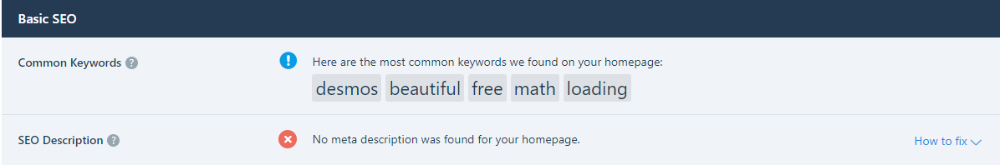 Basic SEO
Common Keywords ? ! Here are the most common keywords we found on your homepage:
desmos beautiful free math loading
SEO Description ? No meta description was found for your homepage. How to fix